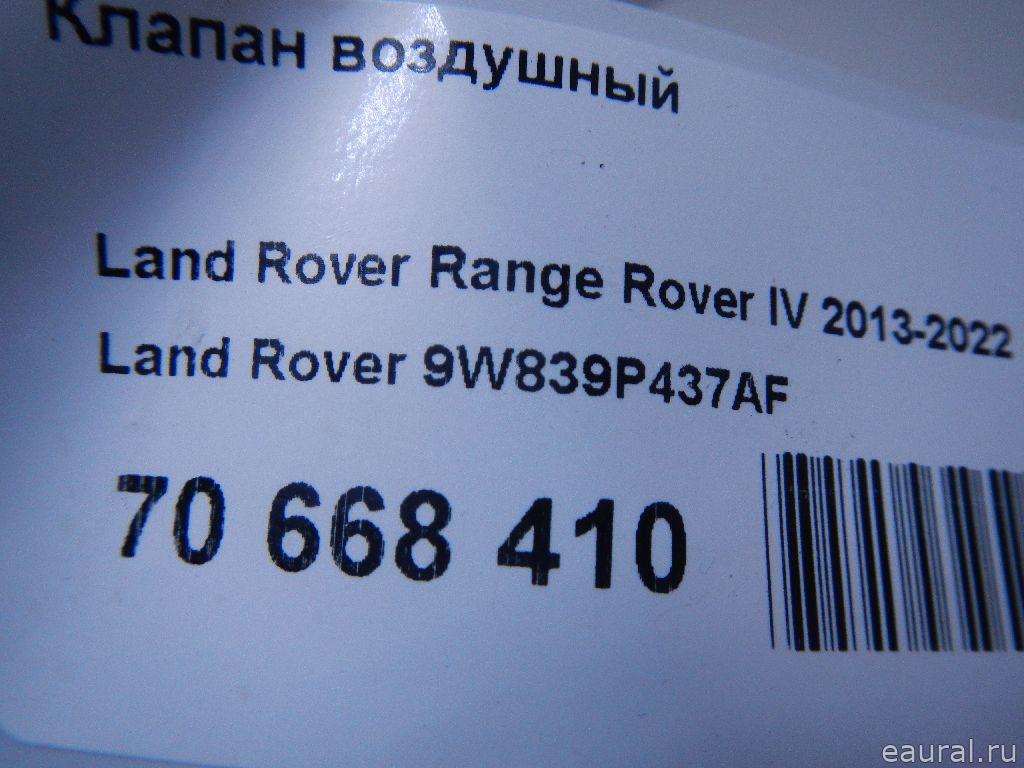 Клапан воздушный
Land Rover Range Rover IV 2013-2022
Land Rover 9W839P437AF
70 668 410
eaural.ru